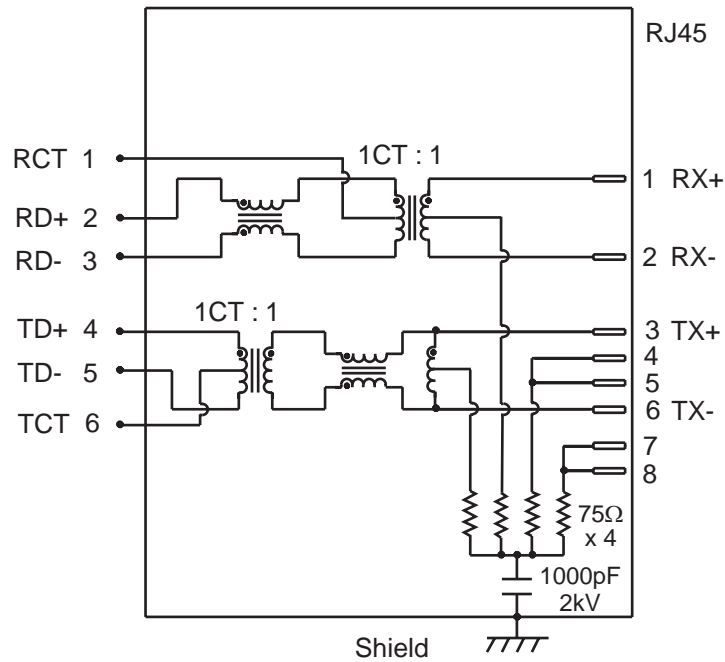 RJ45
1CT : 1
RCT 1
RD+ 2
RD- 3
1 RX+
2 RX-
1CT : 1
TD+ 4
TD- 5
TCT 6
3 TX+
4
5
6 TX-
7
8
75Ω
x 4
1000pF
2kV
Shield